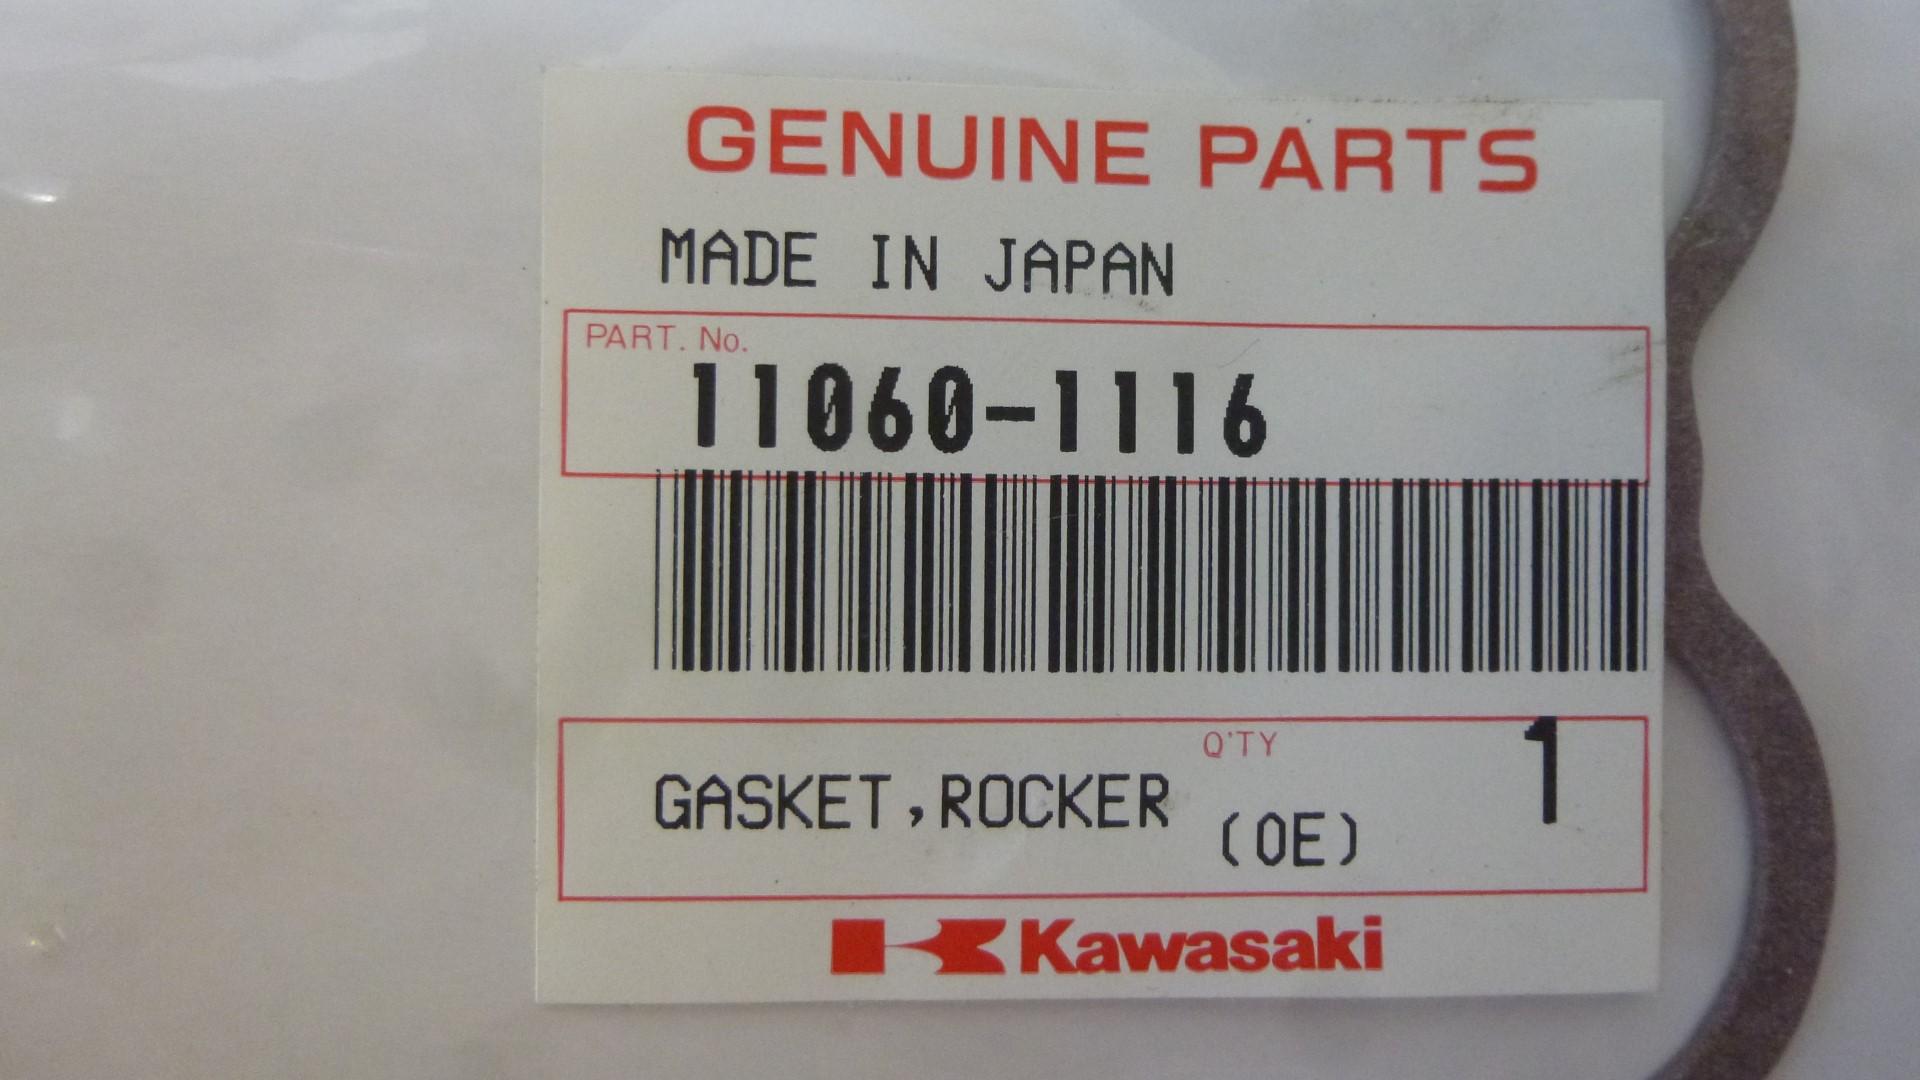 GENUINE PARTS
MADE IN JAPAN
PART. No.
11060-1116
Q'TY 1
GASKET,ROCKER (OE)
Kawasaki